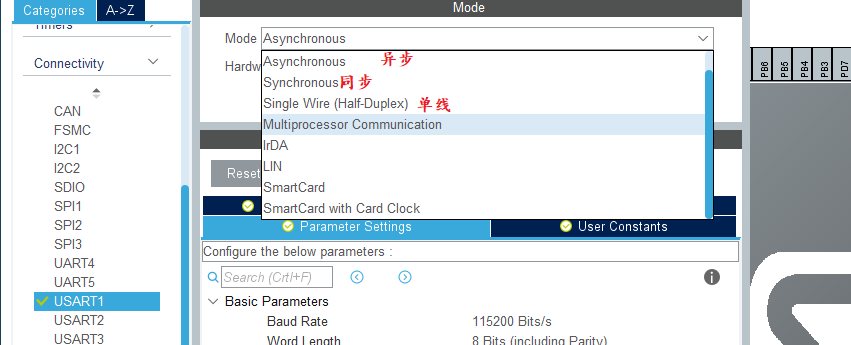 Categories A->Z
Timers
Connectivity
CAN
FSMC
I2C1
I2C2
SDIO
SPI1
SPI2
SPI3
UART4
UART5
USART1
USART2
USART3
Mode
Mode Asynchronous
Hardw
Asynchronous 异步
Synchronous 同步
Single Wire (Half-Duplex) 单线
Multiprocessor Communication
IrDA
LIN
SmartCard
SmartCard with Card Clock
Reset
Parameter Settings User Constants
Configure the below parameters :
Search (Crtl+F)
Basic Parameters
Baud Rate 115200 Bits/s
Word Length 8 Bits (including Parity)
PB6
PB5
PB4
PB3
PD7